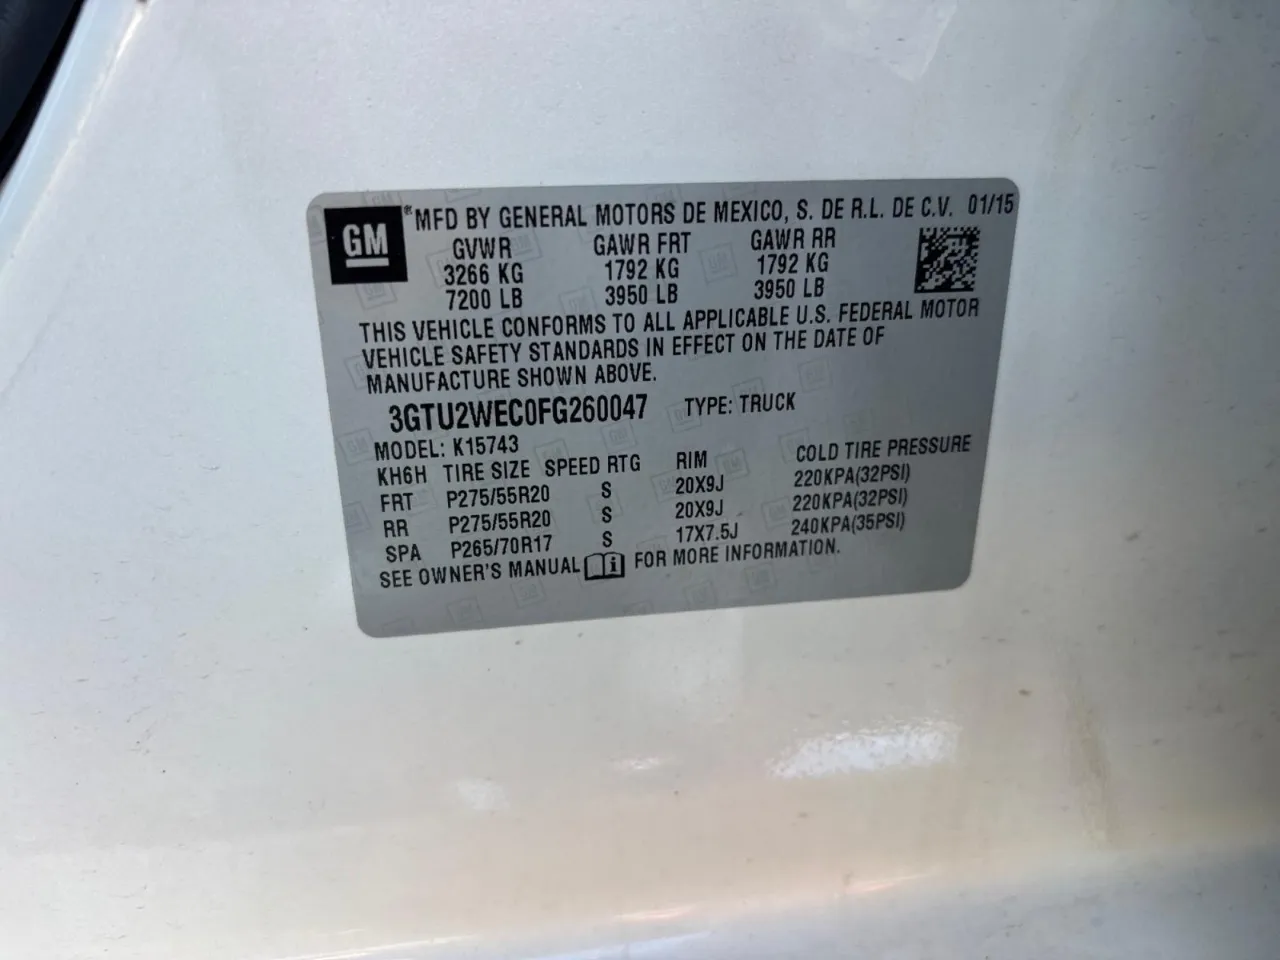 GM
*MFD BY GENERAL MOTORS DE MEXICO, S. DE R.L. DE C.V. 01/15
GVWR GAWR FRT GAWR RR
3266 KG 1792 KG 1792 KG
7200 LB 3950 LB 3950 LB
THIS VEHICLE CONFORMS TO ALL APPLICABLE U.S. FEDERAL MOTOR
VEHICLE SAFETY STANDARDS IN EFFECT ON THE DATE OF
MANUFACTURE SHOWN ABOVE.
3GTU2WEC0FG260047 TYPE: TRUCK
MODEL: K15743
KH6H TIRE SIZE SPEED RTG RIM COLD TIRE PRESSURE
FRT P275/55R20 S 20X9J 220KPA(32PSI)
RR P275/55R20 S 20X9J 220KPA(32PSI)
SPA P265/70R17 S 17X7.5J 240KPA(35PSI)
SEE OWNER'S MANUAL i FOR MORE INFORMATION.